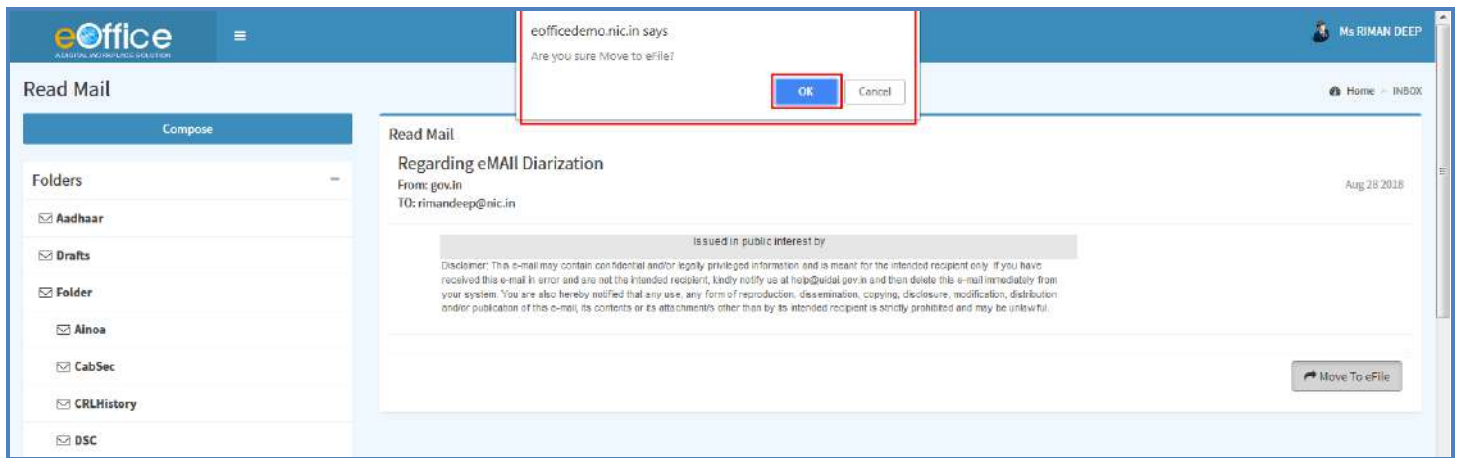 eOffice
A DIGITAL WORKPLACE SOLUTION
eofficedemo.nic.in says
Are you sure Move to eFile?
OK
Cancel
Ms RIMAN DEEP
Read Mail
Home > INBOX
Compose
Folders
Aadhaar
Drafts
Folder
Ainoa
CabSec
CRLHistory
DSC
Read Mail
Regarding eMAIl Diarization
From: gov.in
Aug 28 2018
TO: rimandeep@nic.in
Issued in public interest by
Disclaimer: This e-mail may contain confidential and/or legally privileged information and is meant for the intended recipient only. If you have
received this e-mail in error and are not the intended recipient, kindly notify us at help@uidai.gov.in and then delete this e-mail immediately from
your system. You are also hereby notified that any use, any form of reproduction, dissemination, copying, disclosure, modification, distribution
and/or publication of this e-mail, its contents or its attachment/s other than by its intended recipient is strictly prohibited and may be unlawful.
Move To eFile